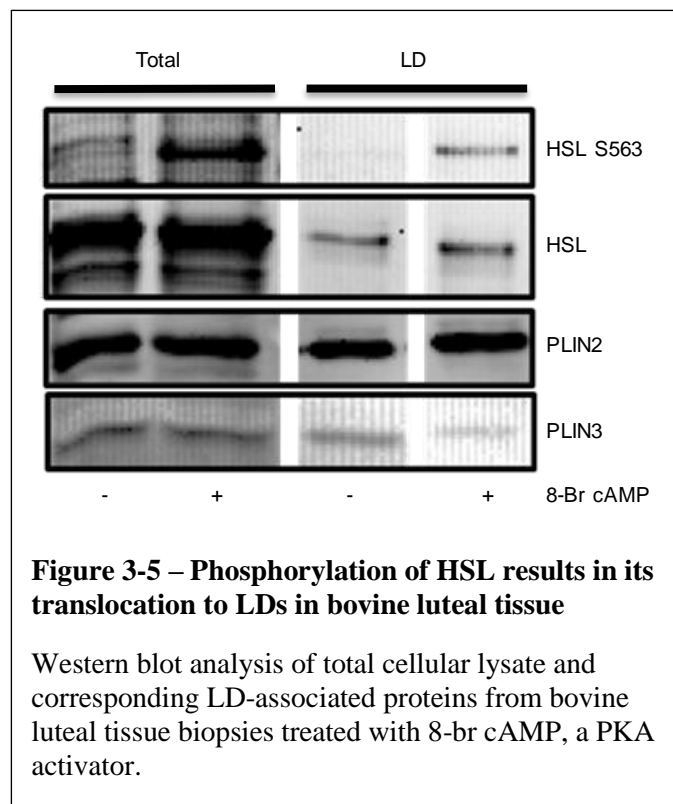 Total LD
HSL S563
HSL
PLIN2
PLIN3
- + - + 8-Br cAMP
Figure 3-5 – Phosphorylation of HSL results in its
translocation to LDs in bovine luteal tissue
Western blot analysis of total cellular lysate and
corresponding LD-associated proteins from bovine
luteal tissue biopsies treated with 8-br cAMP, a PKA
activator.